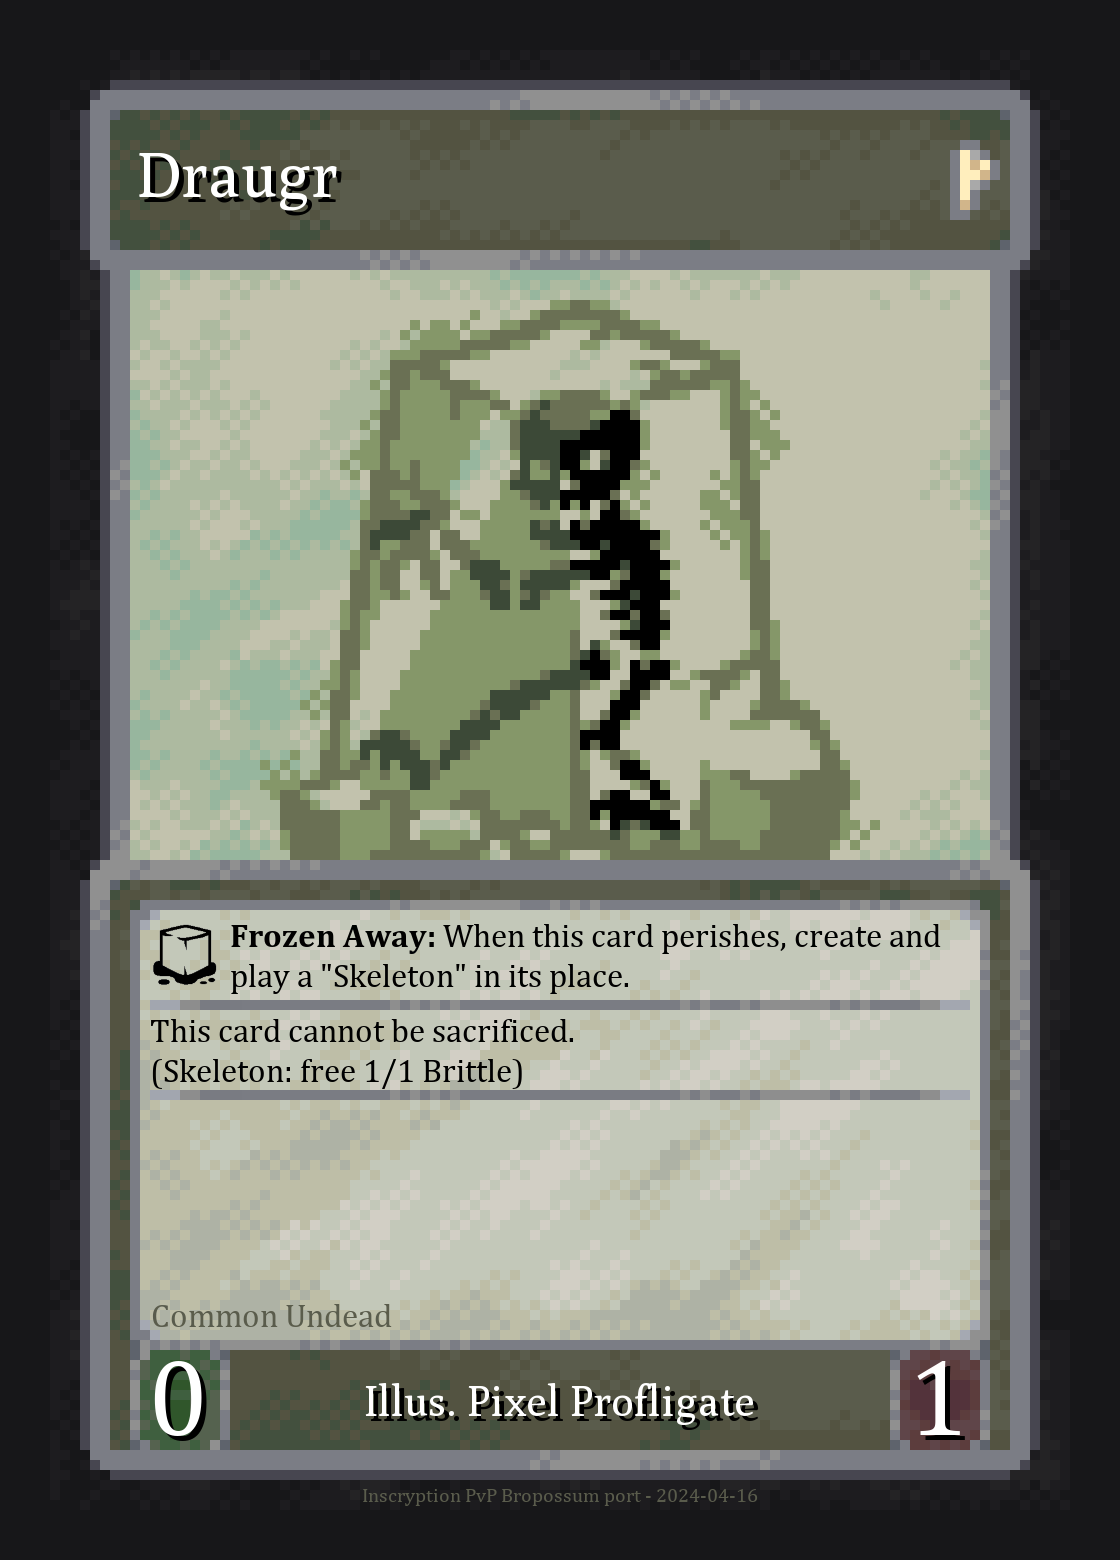 Draugr
Frozen Away: When this card perishes, create and
play a "Skeleton" in its place.
This card cannot be sacrificed.
(Skeleton: free 1/1 Brittle)
Common Undead
0
Illus. Pixel Profligate
1
Inscryption PvP Bropossum port - 2024-04-16